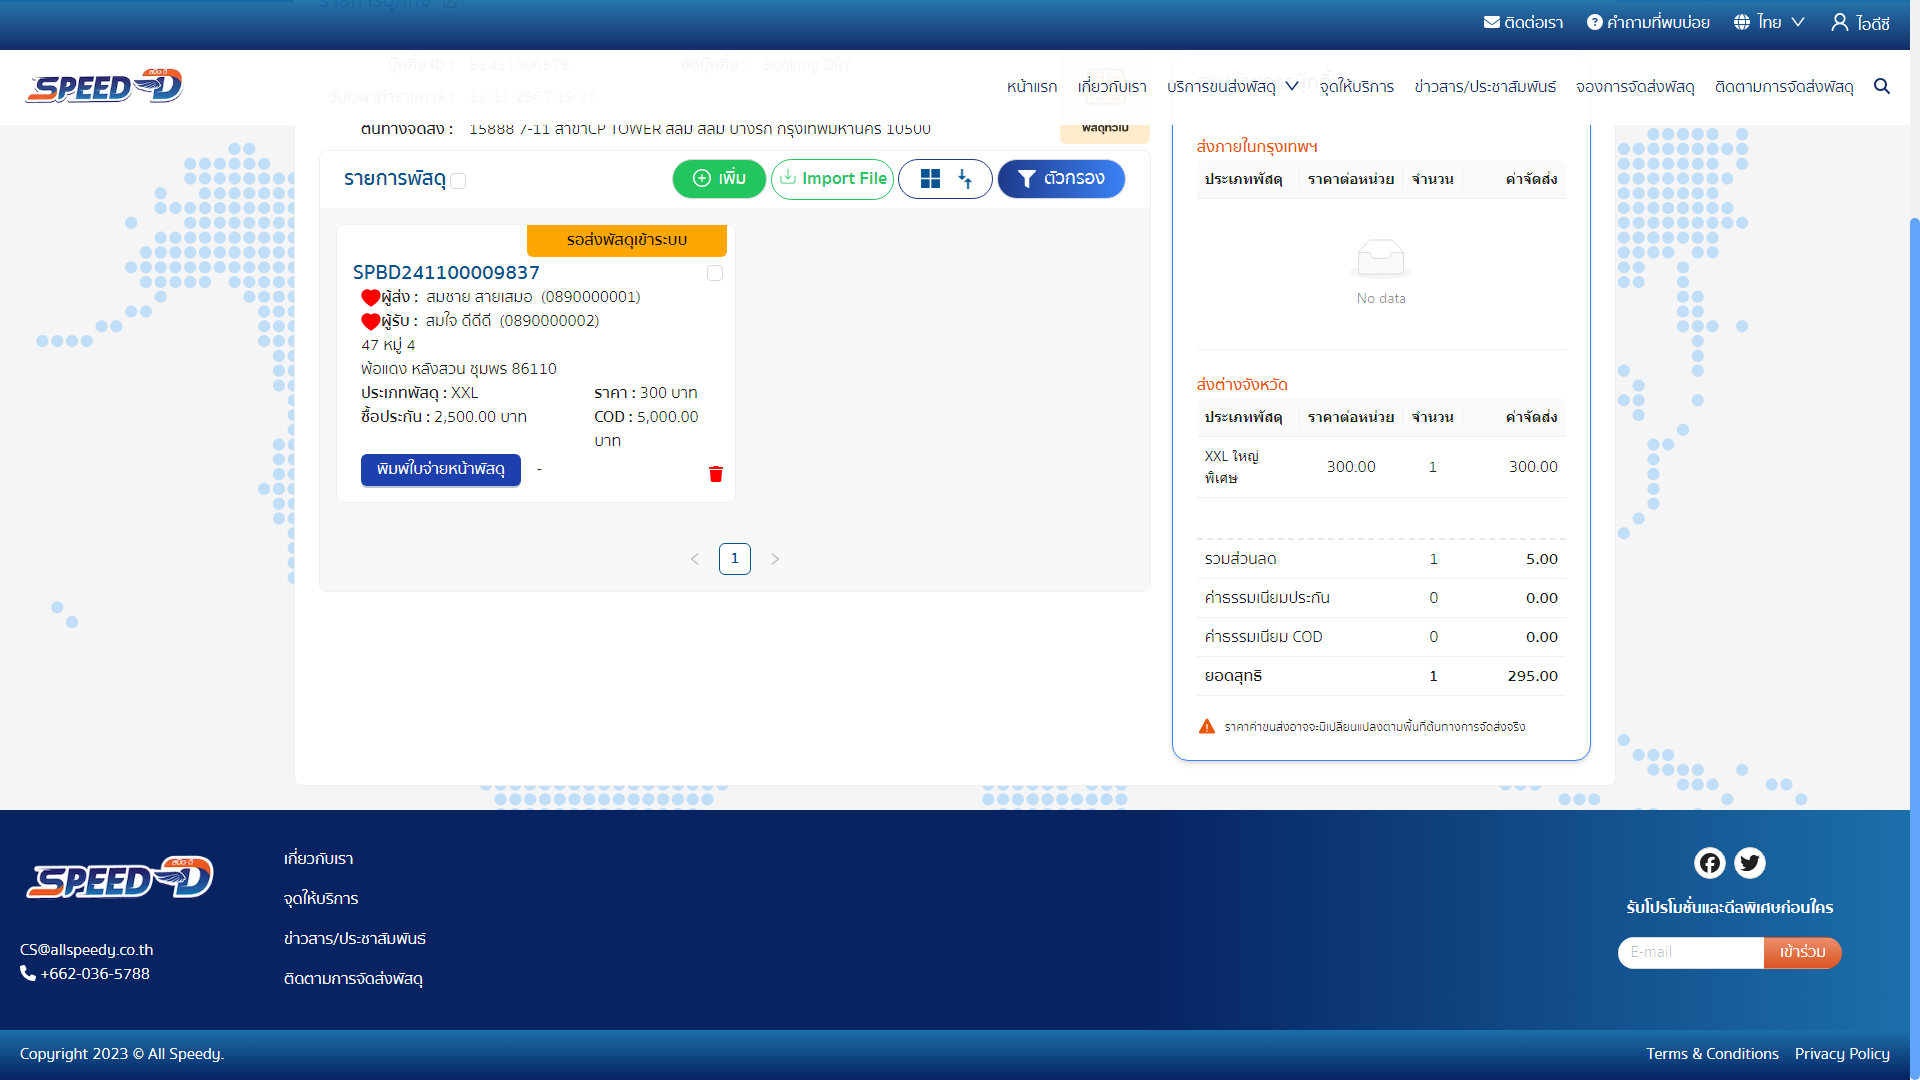 รายการบุ๊คกิ้ง
ติดต่อเรา
คำถามที่พบบ่อย
ไทย
ไอดีซี
SPEED-D สปีด-ดี
หน้าแรก
เกี่ยวกับเรา
บริการขนส่งพัสดุ
จุดให้บริการ
ข่าวสาร/ประชาสัมพันธ์
จองการจัดส่งพัสดุ
ติดตามการจัดส่งพัสดุ
บุ๊คกิ้ง ID : B2411006578 ชื่อบุ๊คกิ้ง : Booking DRY
วันเวลาทำรายการ : 12-11-2567 19:47
ต้นทางจัดส่ง : 15888 7-11 สาขาCP TOWER สีลม สีลม บางรัก กรุงเทพมหานคร 10500
พัสดุทั่วไป
รายการพัสดุ
เพิ่ม
Import File
ตัวกรอง
รอส่งพัสดุเข้าระบบ
SPBD241100009837
ผู้ส่ง : สมชาย สายเสมอ (0890000001)
ผู้รับ : สมใจ ดีดีดี (0890000002)
47 หมู่ 4
พ้อแดง หลังสวน ชุมพร 86110
ประเภทพัสดุ : XXL ราคา : 300 บาท
ซื้อประกัน : 2,500.00 บาท COD : 5,000.00
บาท
พิมพ์ใบจ่ายหน้าพัสดุ -
1
ส่งภายในกรุงเทพฯ
ประเภทพัสดุ ราคาต่อหน่วย จำนวน ค่าจัดส่ง
No data
ส่งต่างจังหวัด
ประเภทพัสดุ ราคาต่อหน่วย จำนวน ค่าจัดส่ง
XXL ใหญ่
พิเศษ 300.00 1 300.00
รวมส่วนลด 1 5.00
ค่าธรรมเนียมประกัน 0 0.00
ค่าธรรมเนียม COD 0 0.00
ยอดสุทธิ 1 295.00
ราคาค่าขนส่งอาจจะมีเปลี่ยนแปลงตามพื้นที่ต้นทางการจัดส่งจริง
SPEED-D สปีด-ดี
CS@allspeedy.co.th
+662-036-5788
เกี่ยวกับเรา
จุดให้บริการ
ข่าวสาร/ประชาสัมพันธ์
ติดตามการจัดส่งพัสดุ
รับโปรโมชั่นและดีลพิเศษก่อนใคร
E-mail
เข้าร่วม
Copyright 2023 © All Speedy.
Terms & Conditions
Privacy Policy